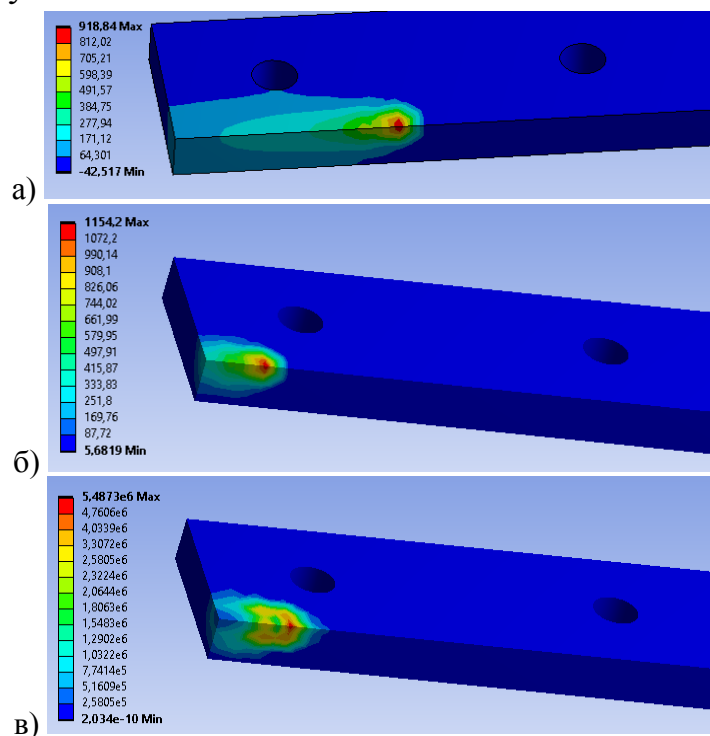 918,84 Max
812,02
705,21
598,39
491,57
384,75
277,94
171,12
64,301
-42,517 Min
а)
1154,2 Max
1072,2
990,14
908,1
826,06
744,02
661,99
579,95
497,91
415,87
333,83
251,8
169,76
87,72
5,6819 Min
б)
5,4873e6 Max
4,7606e6
4,0339e6
3,3072e6
2,5805e6
2,3224e6
2,0644e6
1,8063e6
1,5483e6
1,2902e6
1,0322e6
7,7414e5
5,1609e5
2,5805e5
2,034e-10 Min
в)